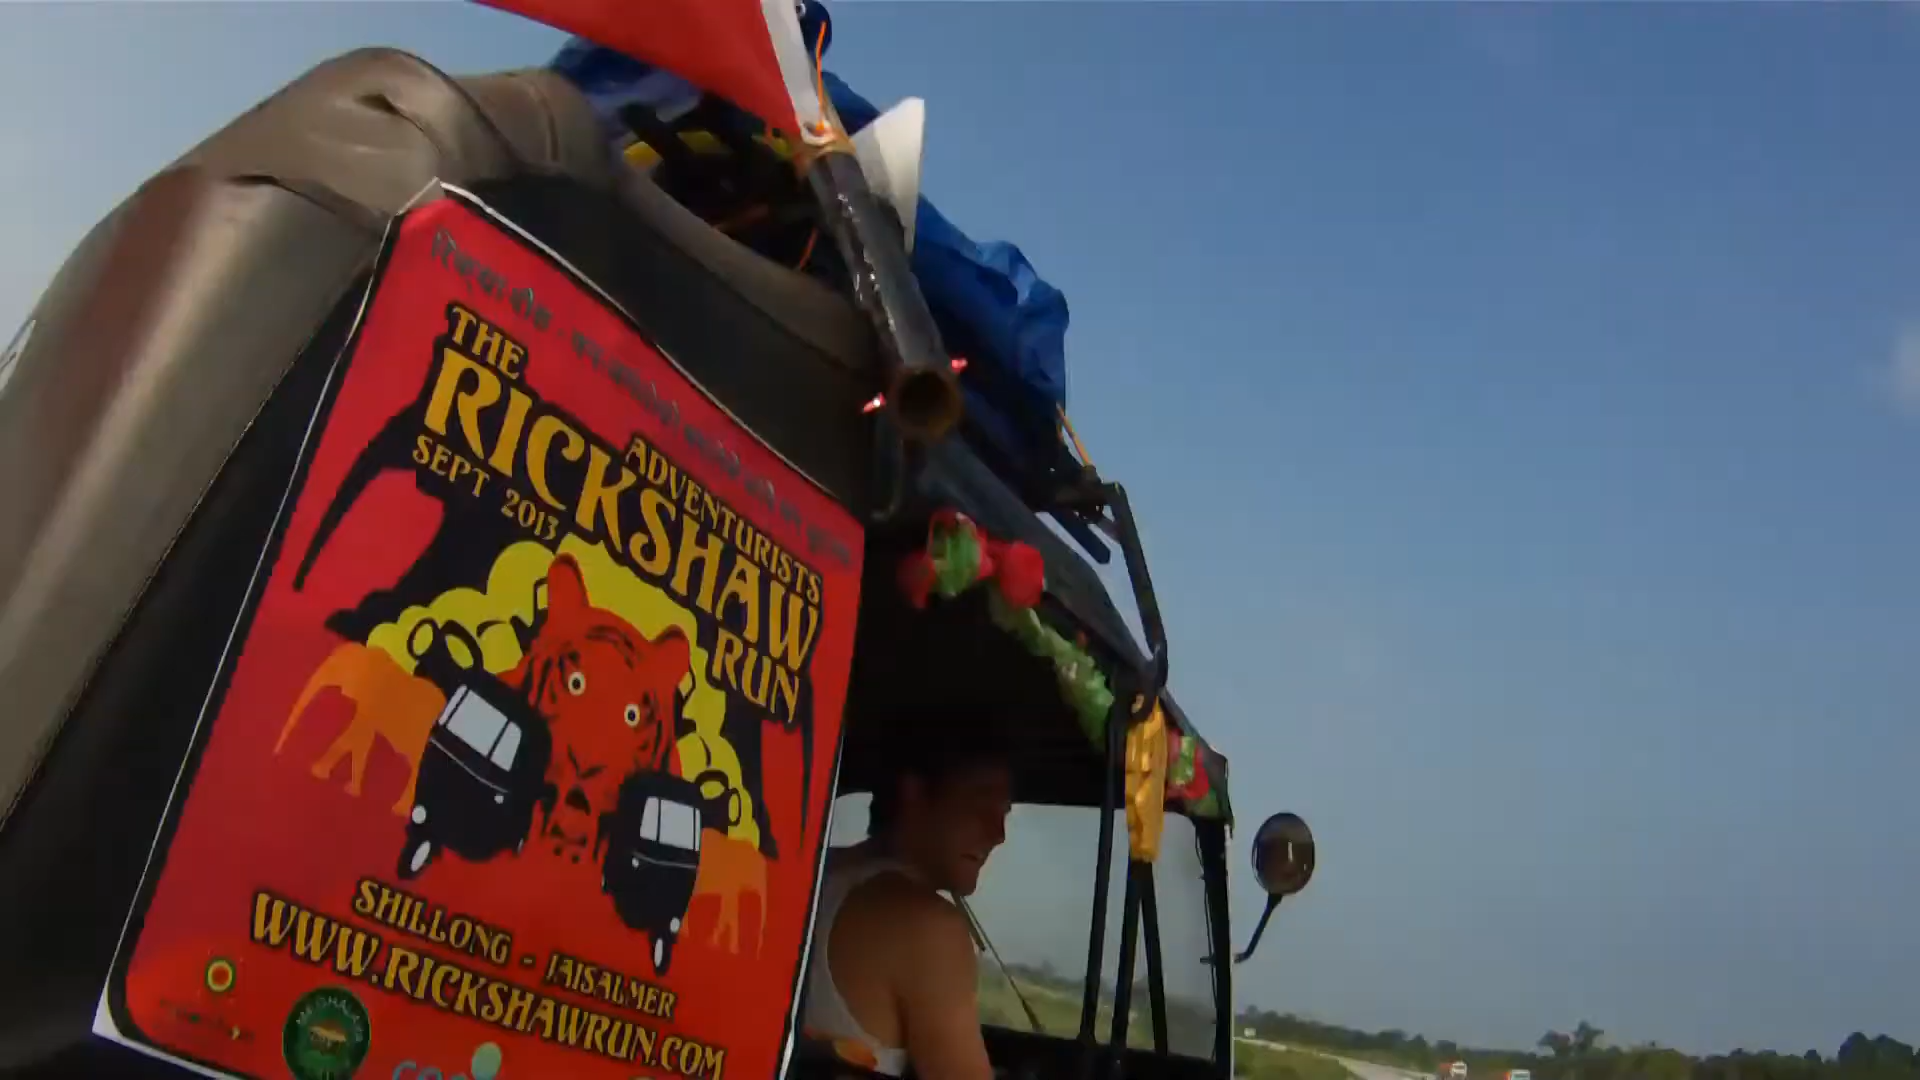 THE
ADVENTURISTS
RICKSHAW
SEPT 2013
RUN
SHILLONG - JAISALMER
WWW.RICKSHAWRUN.COM